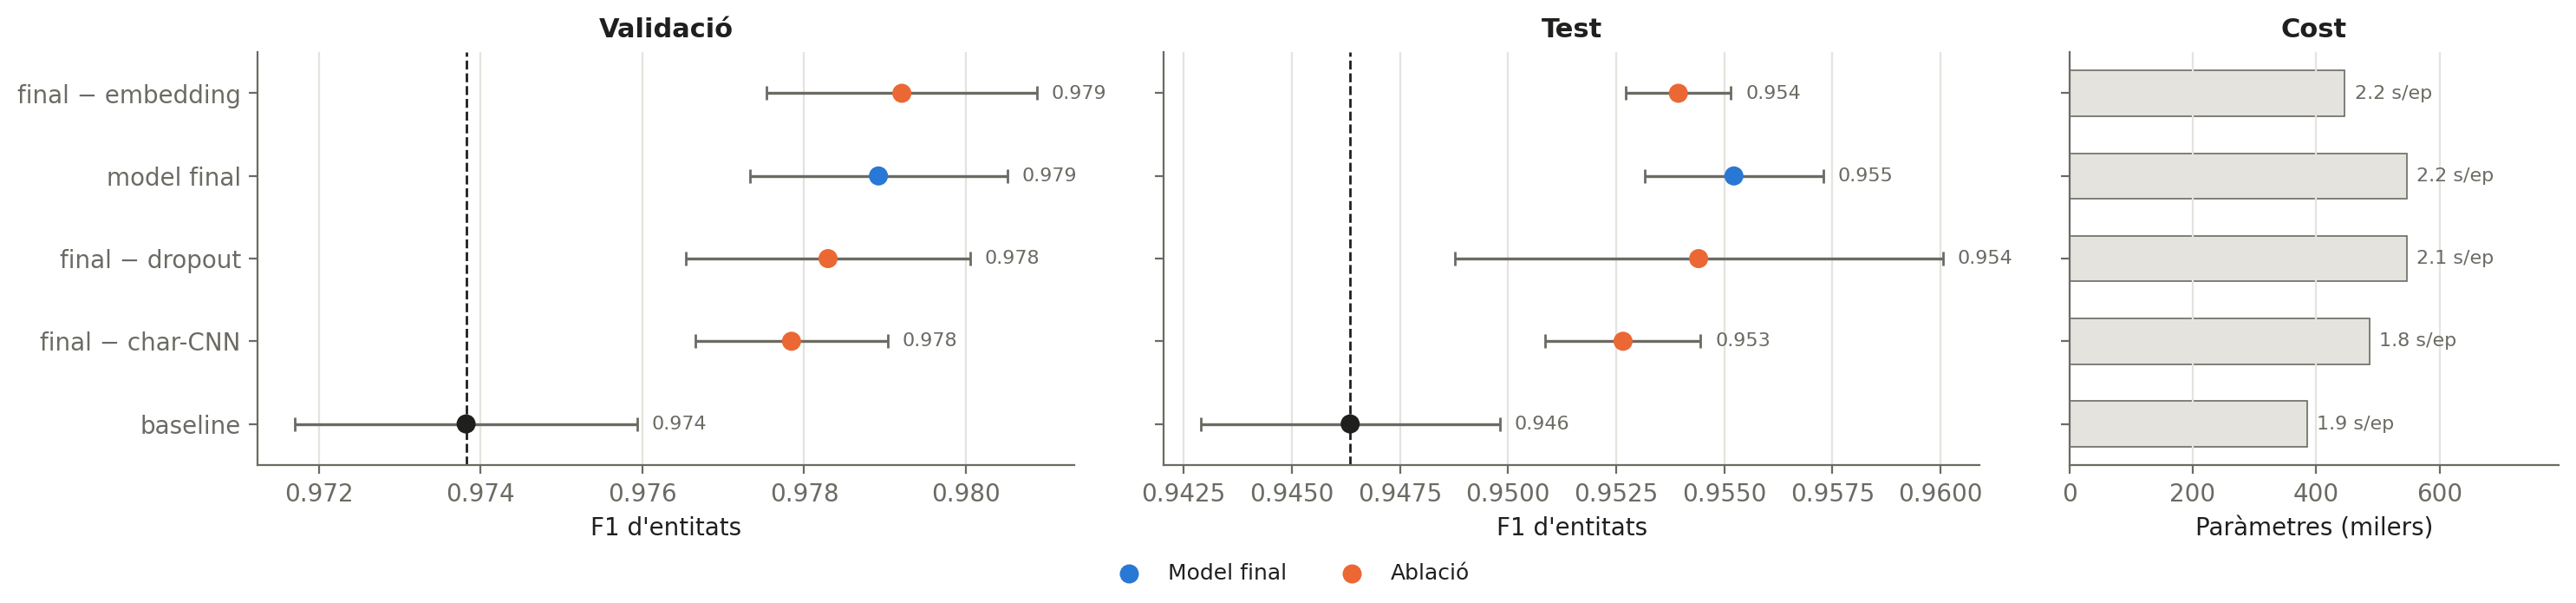 Validació
Test
Cost
final − embedding
model final
final − dropout
final − char-CNN
baseline
0.979
0.979
0.978
0.978
0.974
0.972 0.974 0.976 0.978 0.980
F1 d'entitats
0.954
0.955
0.954
0.953
0.946
0.9425 0.9450 0.9475 0.9500 0.9525 0.9550 0.9575 0.9600
F1 d'entitats
2.2 s/ep
2.2 s/ep
2.1 s/ep
1.8 s/ep
1.9 s/ep
0 200 400 600
Paràmetres (milers)
Model final
Ablació